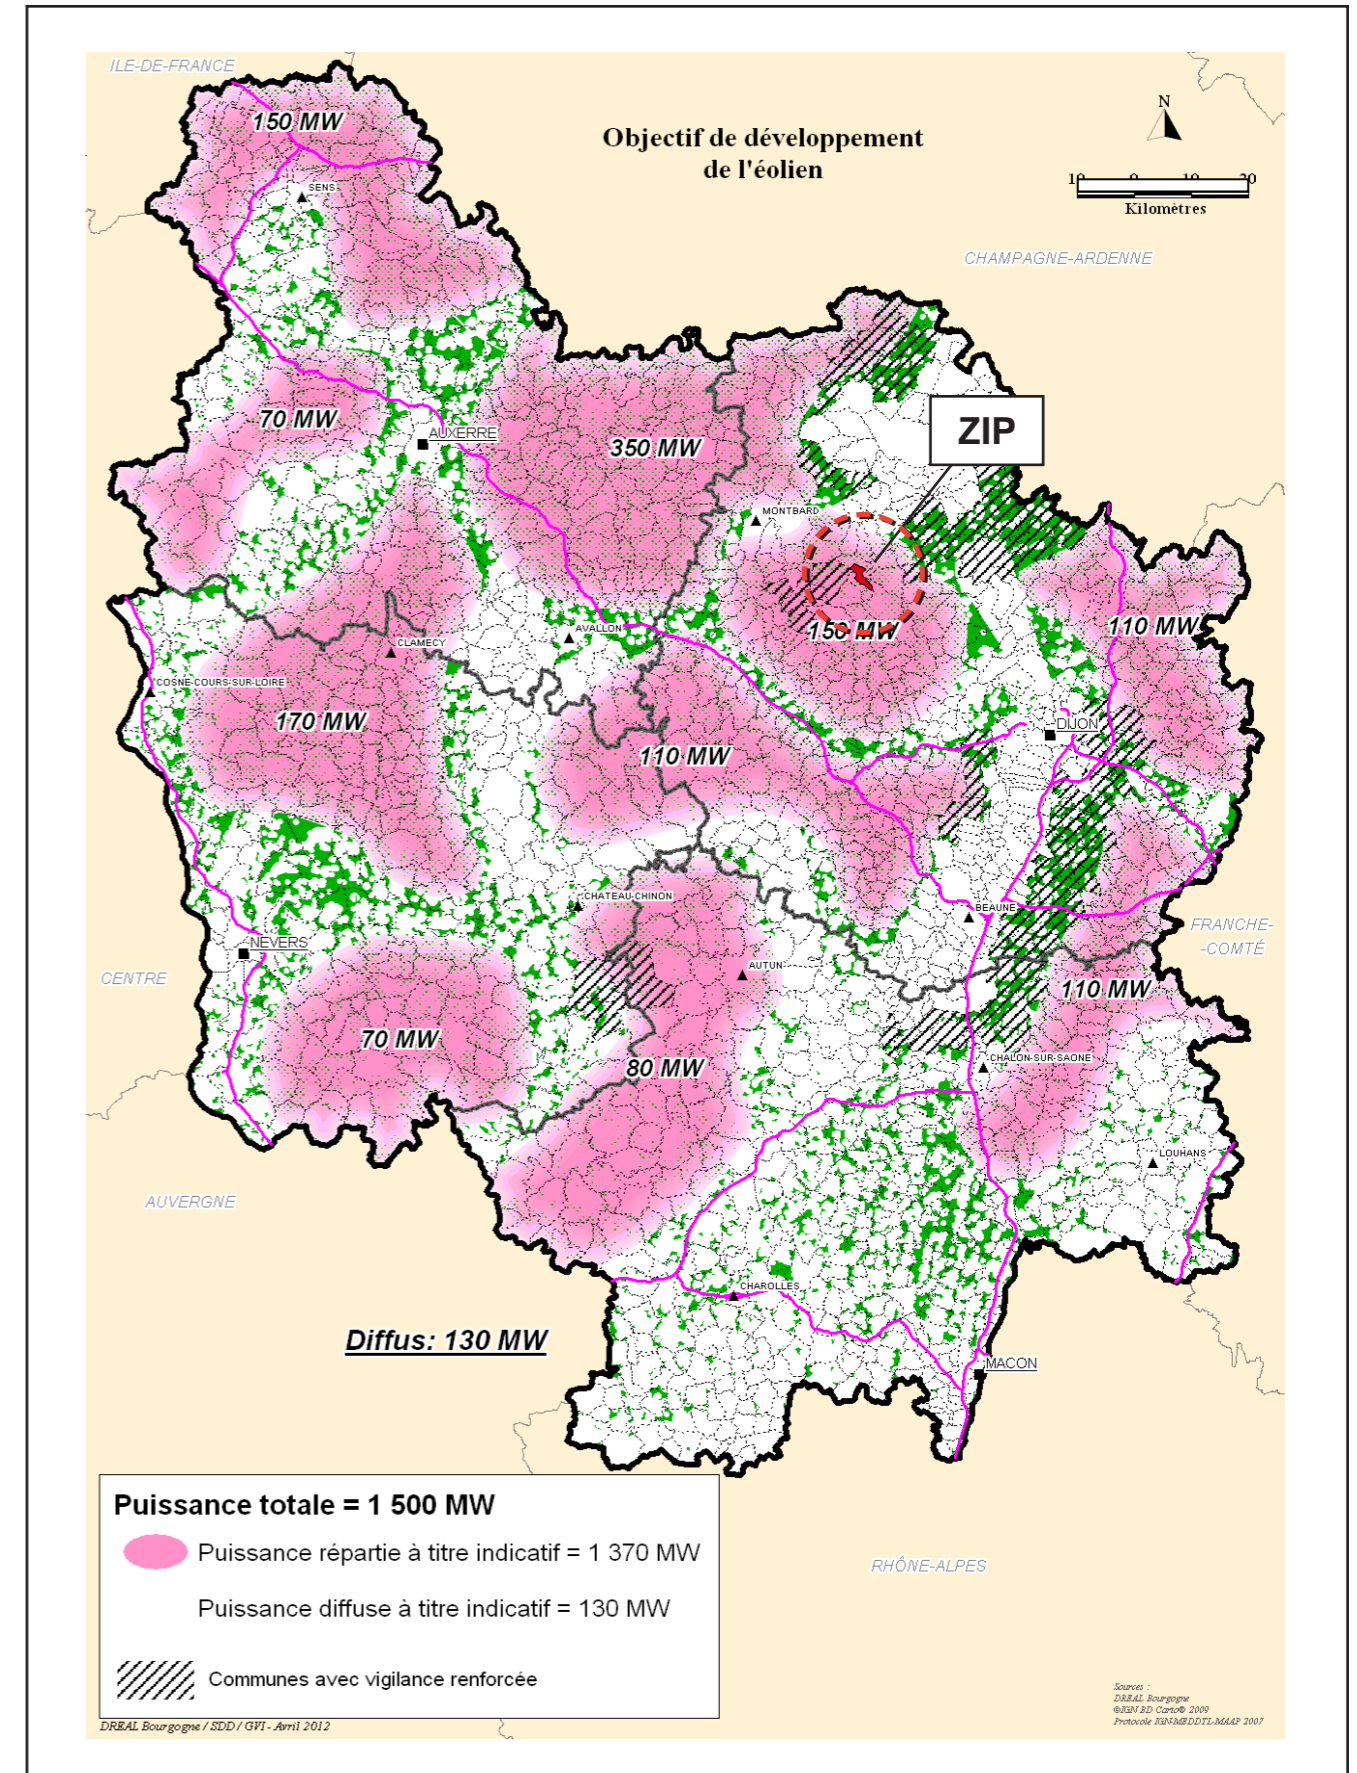 ILE-DE-FRANCE
150 MW
Objectif de développement
de l'éolien
N
10 0 10 20
Kilomètres
SENS
CHAMPAGNE-ARDENNE
70 MW
AUXERRE
350 MW
ZIP
MONTBARD
150 MW
110 MW
AVALLON
CLAMECY
COSNE-COURS-SUR-LOIRE
170 MW
DIJON
110 MW
CHATEAU-CHINON
BEAUNE
NEVERS
FRANCHE-
-COMTÉ
CENTRE
AUTUN
110 MW
70 MW
80 MW
CHALON-SUR-SAONE
LOUHANS
AUVERGNE
CHAROLLES
Diffus: 130 MW
MACON
Puissance totale = 1 500 MW
Puissance répartie à titre indicatif = 1 370 MW
Puissance diffuse à titre indicatif = 130 MW
RHÔNE-ALPES
Communes avec vigilance renforcée
DREAL Bourgogne / SDD / GVI - Avril 2012
Sources :
DREAL Bourgogne
©IGN BD Carto® 2009
Protocole IGN-MEDDTL-MAAP 2007